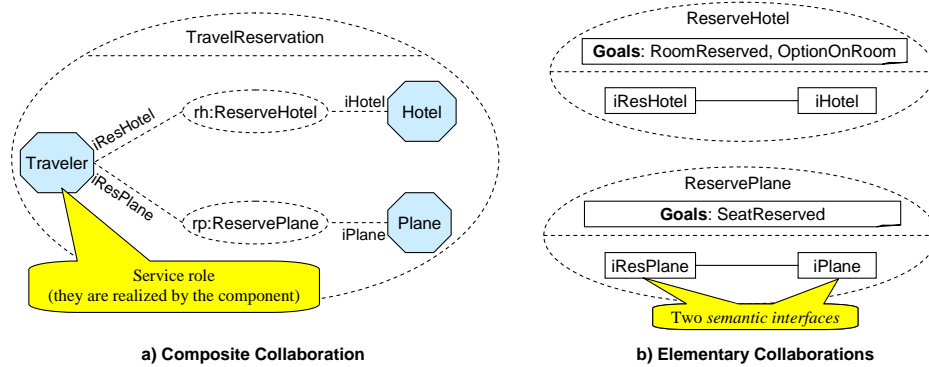 TravelReservation
iResHotel
rh:ReserveHotel
iHotel
Hotel
Traveler
iResPlane
rp:ReservePlane
iPlane
Plane
Service role
(they are realized by the component)
a) Composite Collaboration
ReserveHotel
Goals: RoomReserved, OptionOnRoom
iResHotel
iHotel
ReservePlane
Goals: SeatReserved
iResPlane
iPlane
Two semantic interfaces
b) Elementary Collaborations